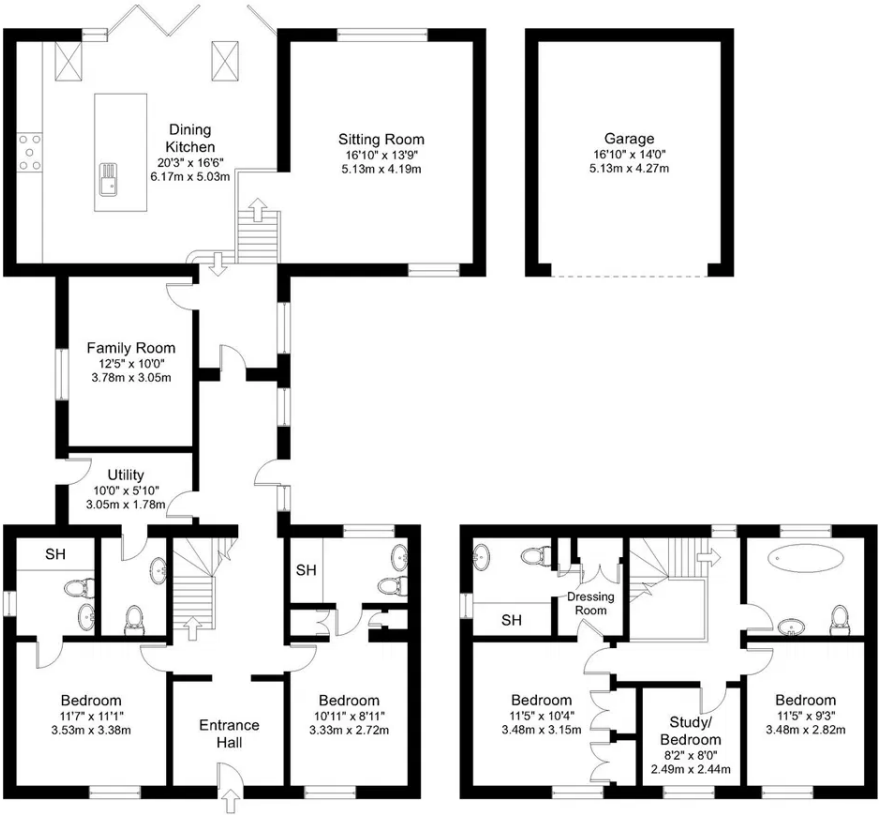 Dining
Kitchen
20'3" x 16'6"
6.17m x 5.03m
Sitting Room
16'10" x 13'9"
5.13m x 4.19m
Garage
16'10" x 14'0"
5.13m x 4.27m
Family Room
12'5" x 10'0"
3.78m x 3.05m
Utility
10'0" x 5'10"
3.05m x 1.78m
SH
SH
Bedroom
11'7" x 11'1"
3.53m x 3.38m
Entrance
Hall
Bedroom
10'11" x 8'11"
3.33m x 2.72m
SH
Dressing
Room
Bedroom
11'5" x 10'4"
3.48m x 3.15m
Study/
Bedroom
8'2" x 8'0"
2.49m x 2.44m
Bedroom
11'5" x 9'3"
3.48m x 2.82m